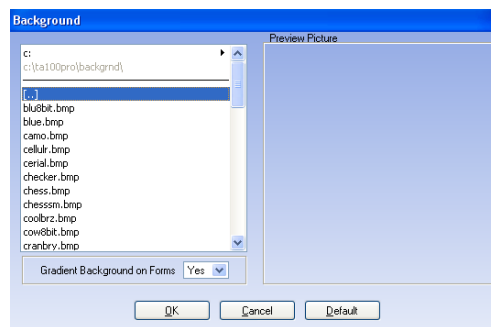 Background
Preview Picture
c:
c:\ta100pro\backgrnd\
[..]
blu8bit.bmp
blue.bmp
camo.bmp
cellulr.bmp
cerial.bmp
checker.bmp
chess.bmp
chesssm.bmp
coolbrz.bmp
cow8bit.bmp
cranbry.bmp
Gradient Background on Forms Yes
OK Cancel Default